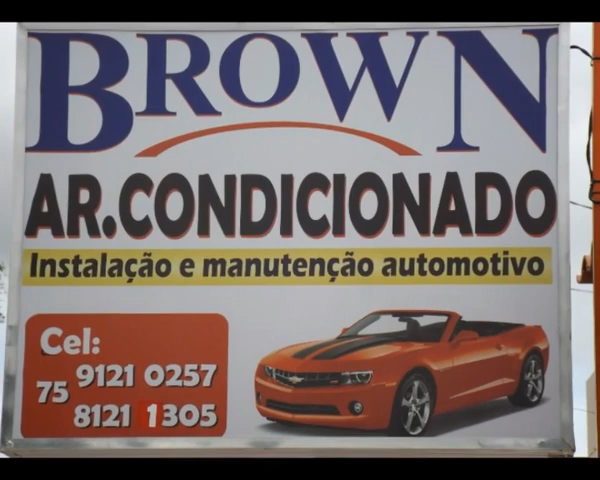 BROWN
AR.CONDICIONADO
Instalação e manutenção automotivo
Cel:
75 9121 0257
8121 1305